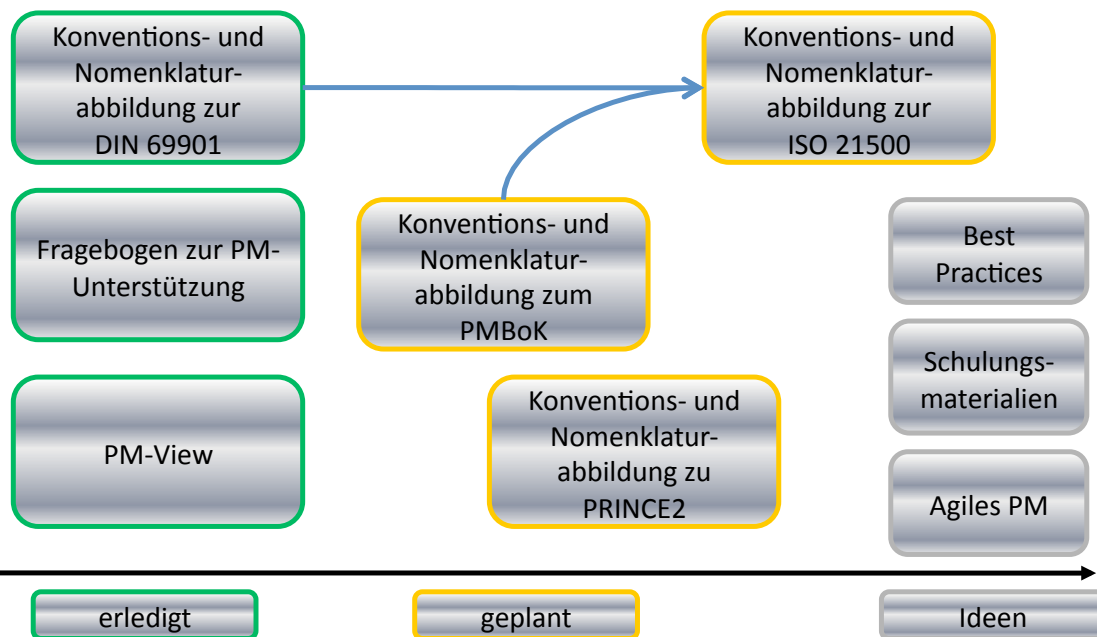 Konventions- und
Nomenklatur-
abbildung zur
DIN 69901
Konventions- und
Nomenklatur-
abbildung zur
ISO 21500
Fragebogen zur PM-
Unterstützung
Konventions- und
Nomenklatur-
abbildung zum
PMBoK
Best
Practices
Schulungs-
materialien
PM-View
Konventions- und
Nomenklatur-
abbildung zu
PRINCE2
Agiles PM
erledigt
geplant
Ideen